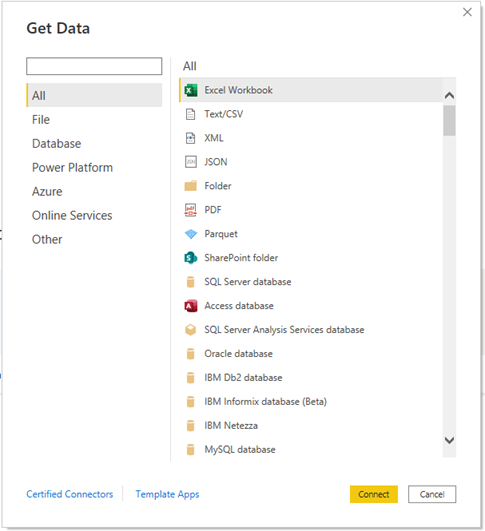 Get Data
All
File
Database
Power Platform
Azure
Online Services
Other
All
Excel Workbook
Text/CSV
XML
JSON
Folder
PDF
Parquet
SharePoint folder
SQL Server database
Access database
SQL Server Analysis Services database
Oracle database
IBM Db2 database
IBM Informix database (Beta)
IBM Netezza
MySQL database
Certified Connectors
Template Apps
Connect
Cancel